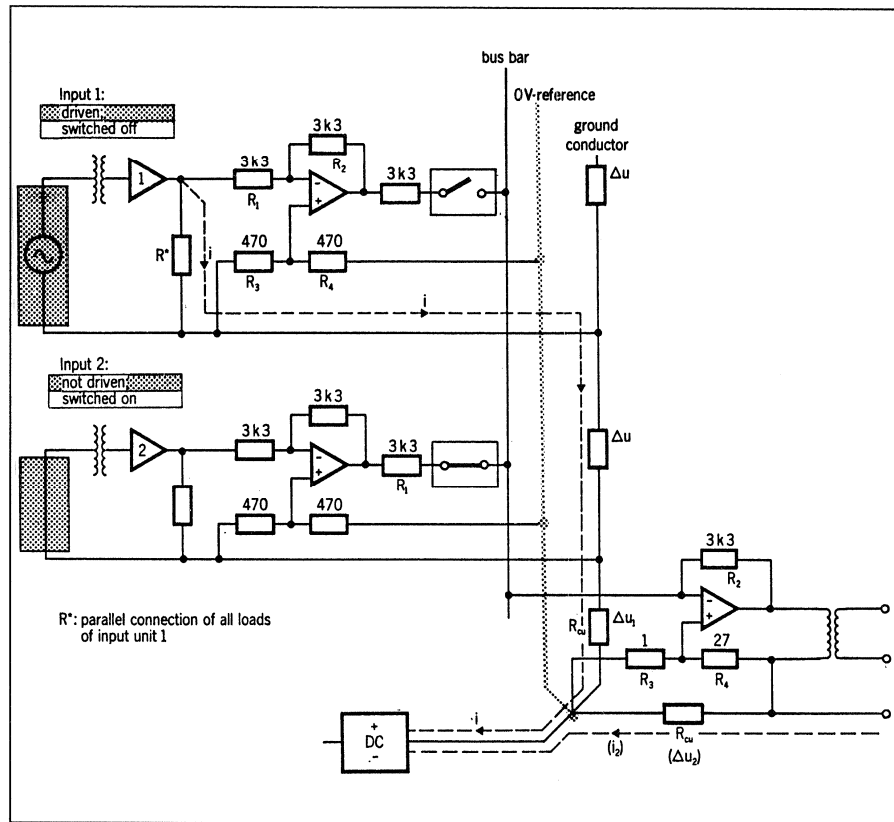 bus bar
0V-reference
ground
conductor
Δu
Input 1:
driven;
switched off
1
3k3
R₁
3k3
R₂
3k3
R*
i
470
R₃
470
R₄
i
Input 2:
not driven;
switched on
2
3k3
3k3
3k3
R₁
470
470
Δu
R*: parallel connection of all loads
of input unit 1
3k3
R₂
Rcu
Δu₁
1
R₃
27
R₄
+
DC
-
i
(i₂)
Rcu
(Δu₂)